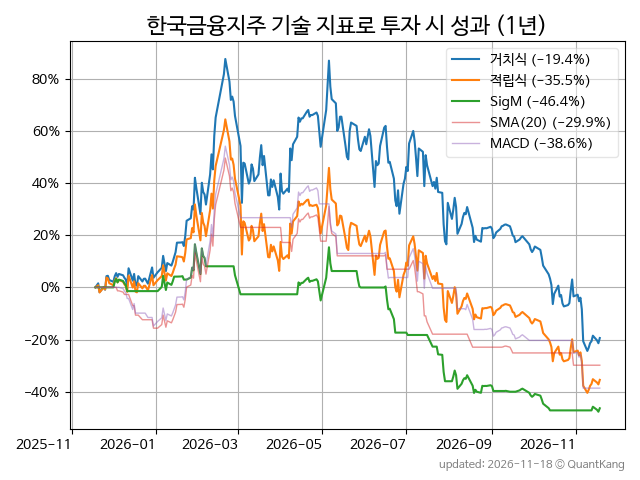 한국금융지주 기술 지표로 투자 시 성과 (1년)
거치식 (-19.4%)
적립식 (-35.5%)
SigM (-46.4%)
SMA(20) (-29.9%)
MACD (-38.6%)
80%
60%
40%
20%
0%
−20%
−40%
2025-11 2026-01 2026-03 2026-05 2026-07 2026-09 2026-11
updated: 2026-11-18 © QuantKang